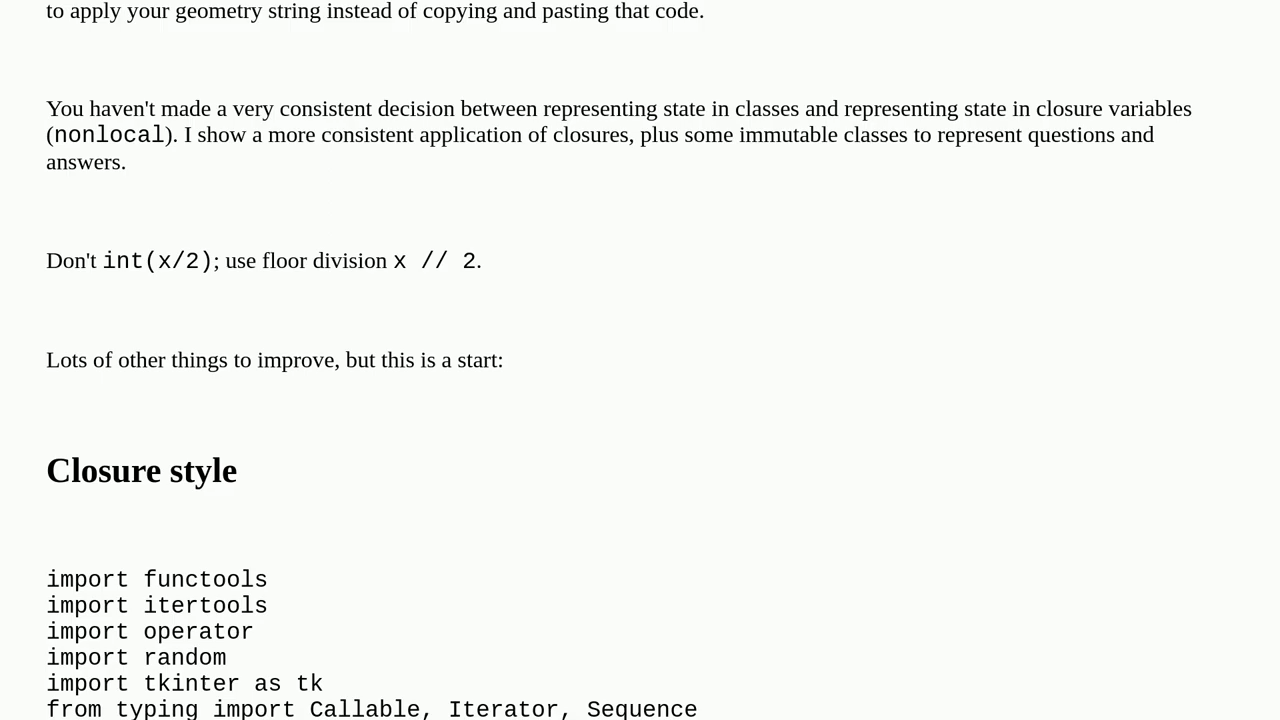 to apply your geometry string instead of copying and pasting that code.
You haven't made a very consistent decision between representing state in classes and representing state in closure variables
(nonlocal). I show a more consistent application of closures, plus some immutable classes to represent questions and
answers.
Don't int(x/2); use floor division x // 2.
Lots of other things to improve, but this is a start:
Closure style
import functools
import itertools
import operator
import random
import tkinter as tk
from typing import Callable, Iterator, Sequence